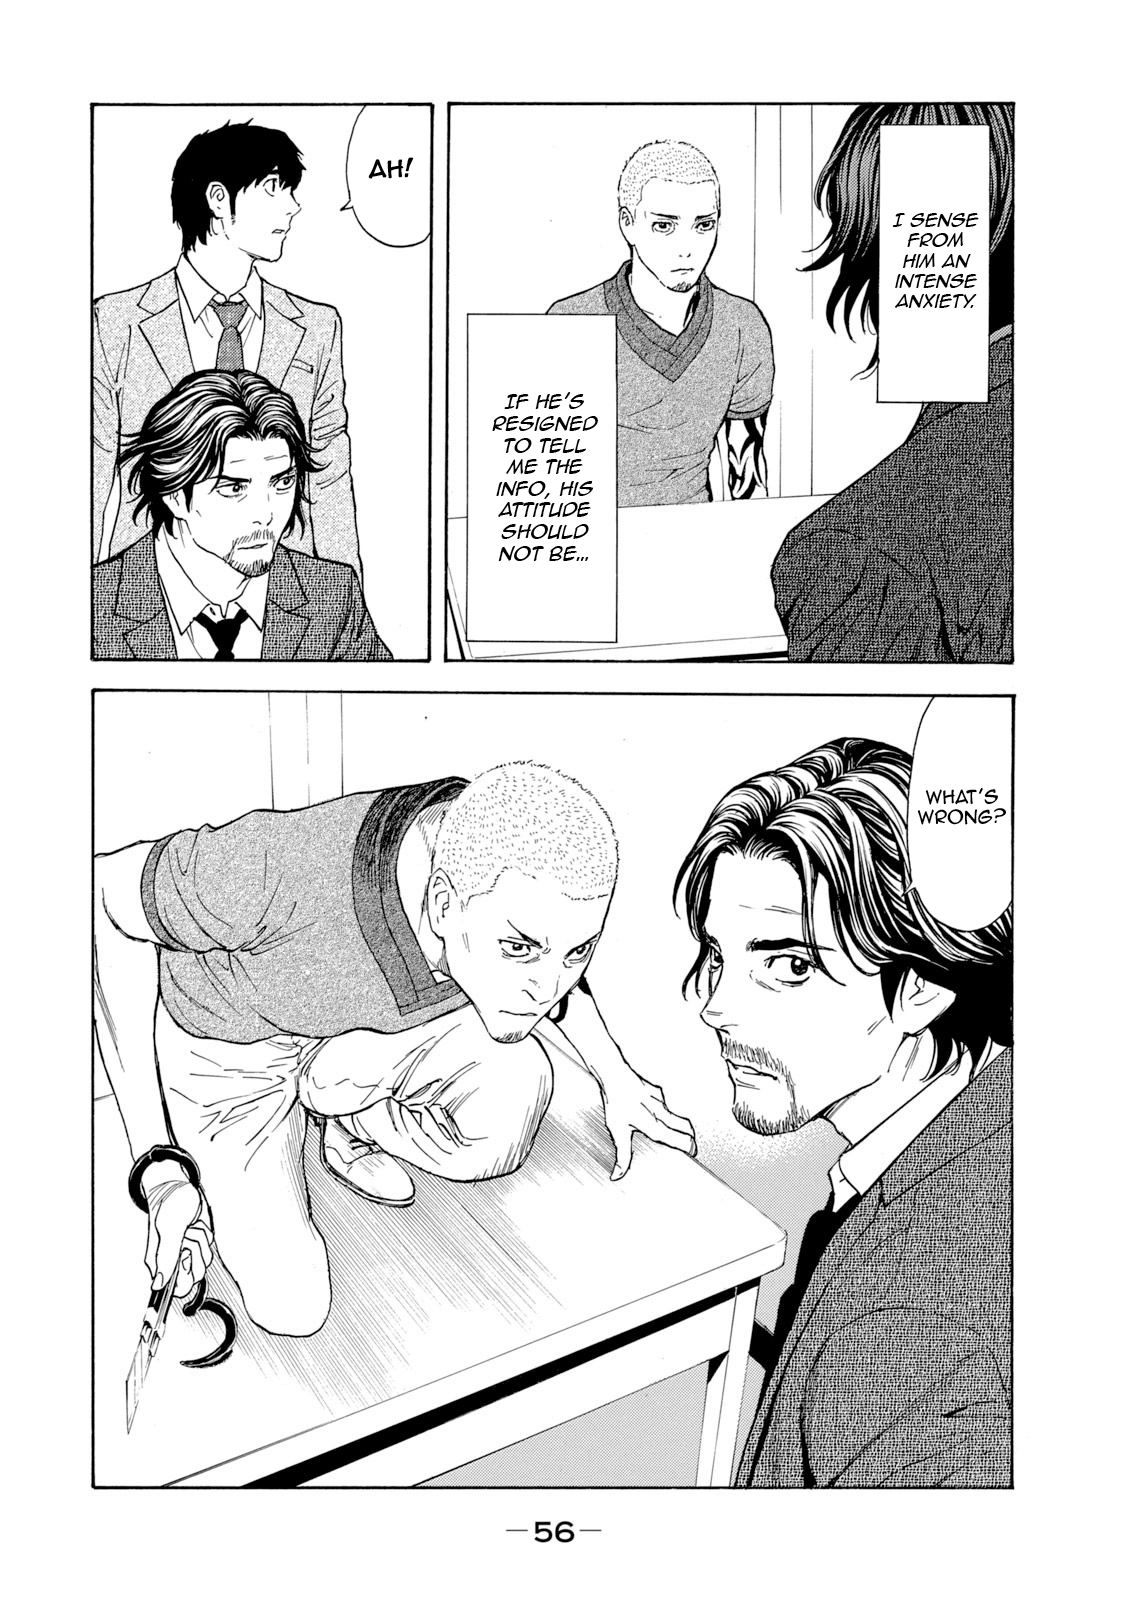 I SENSE
FROM
HIM AN
INTENSE
ANXIETY.
IF HE'S
RESIGNED
TO TELL
ME THE
INFO, HIS
ATTITUDE
SHOULD
NOT BE...
AH!
WHAT'S
WRONG?
—56—